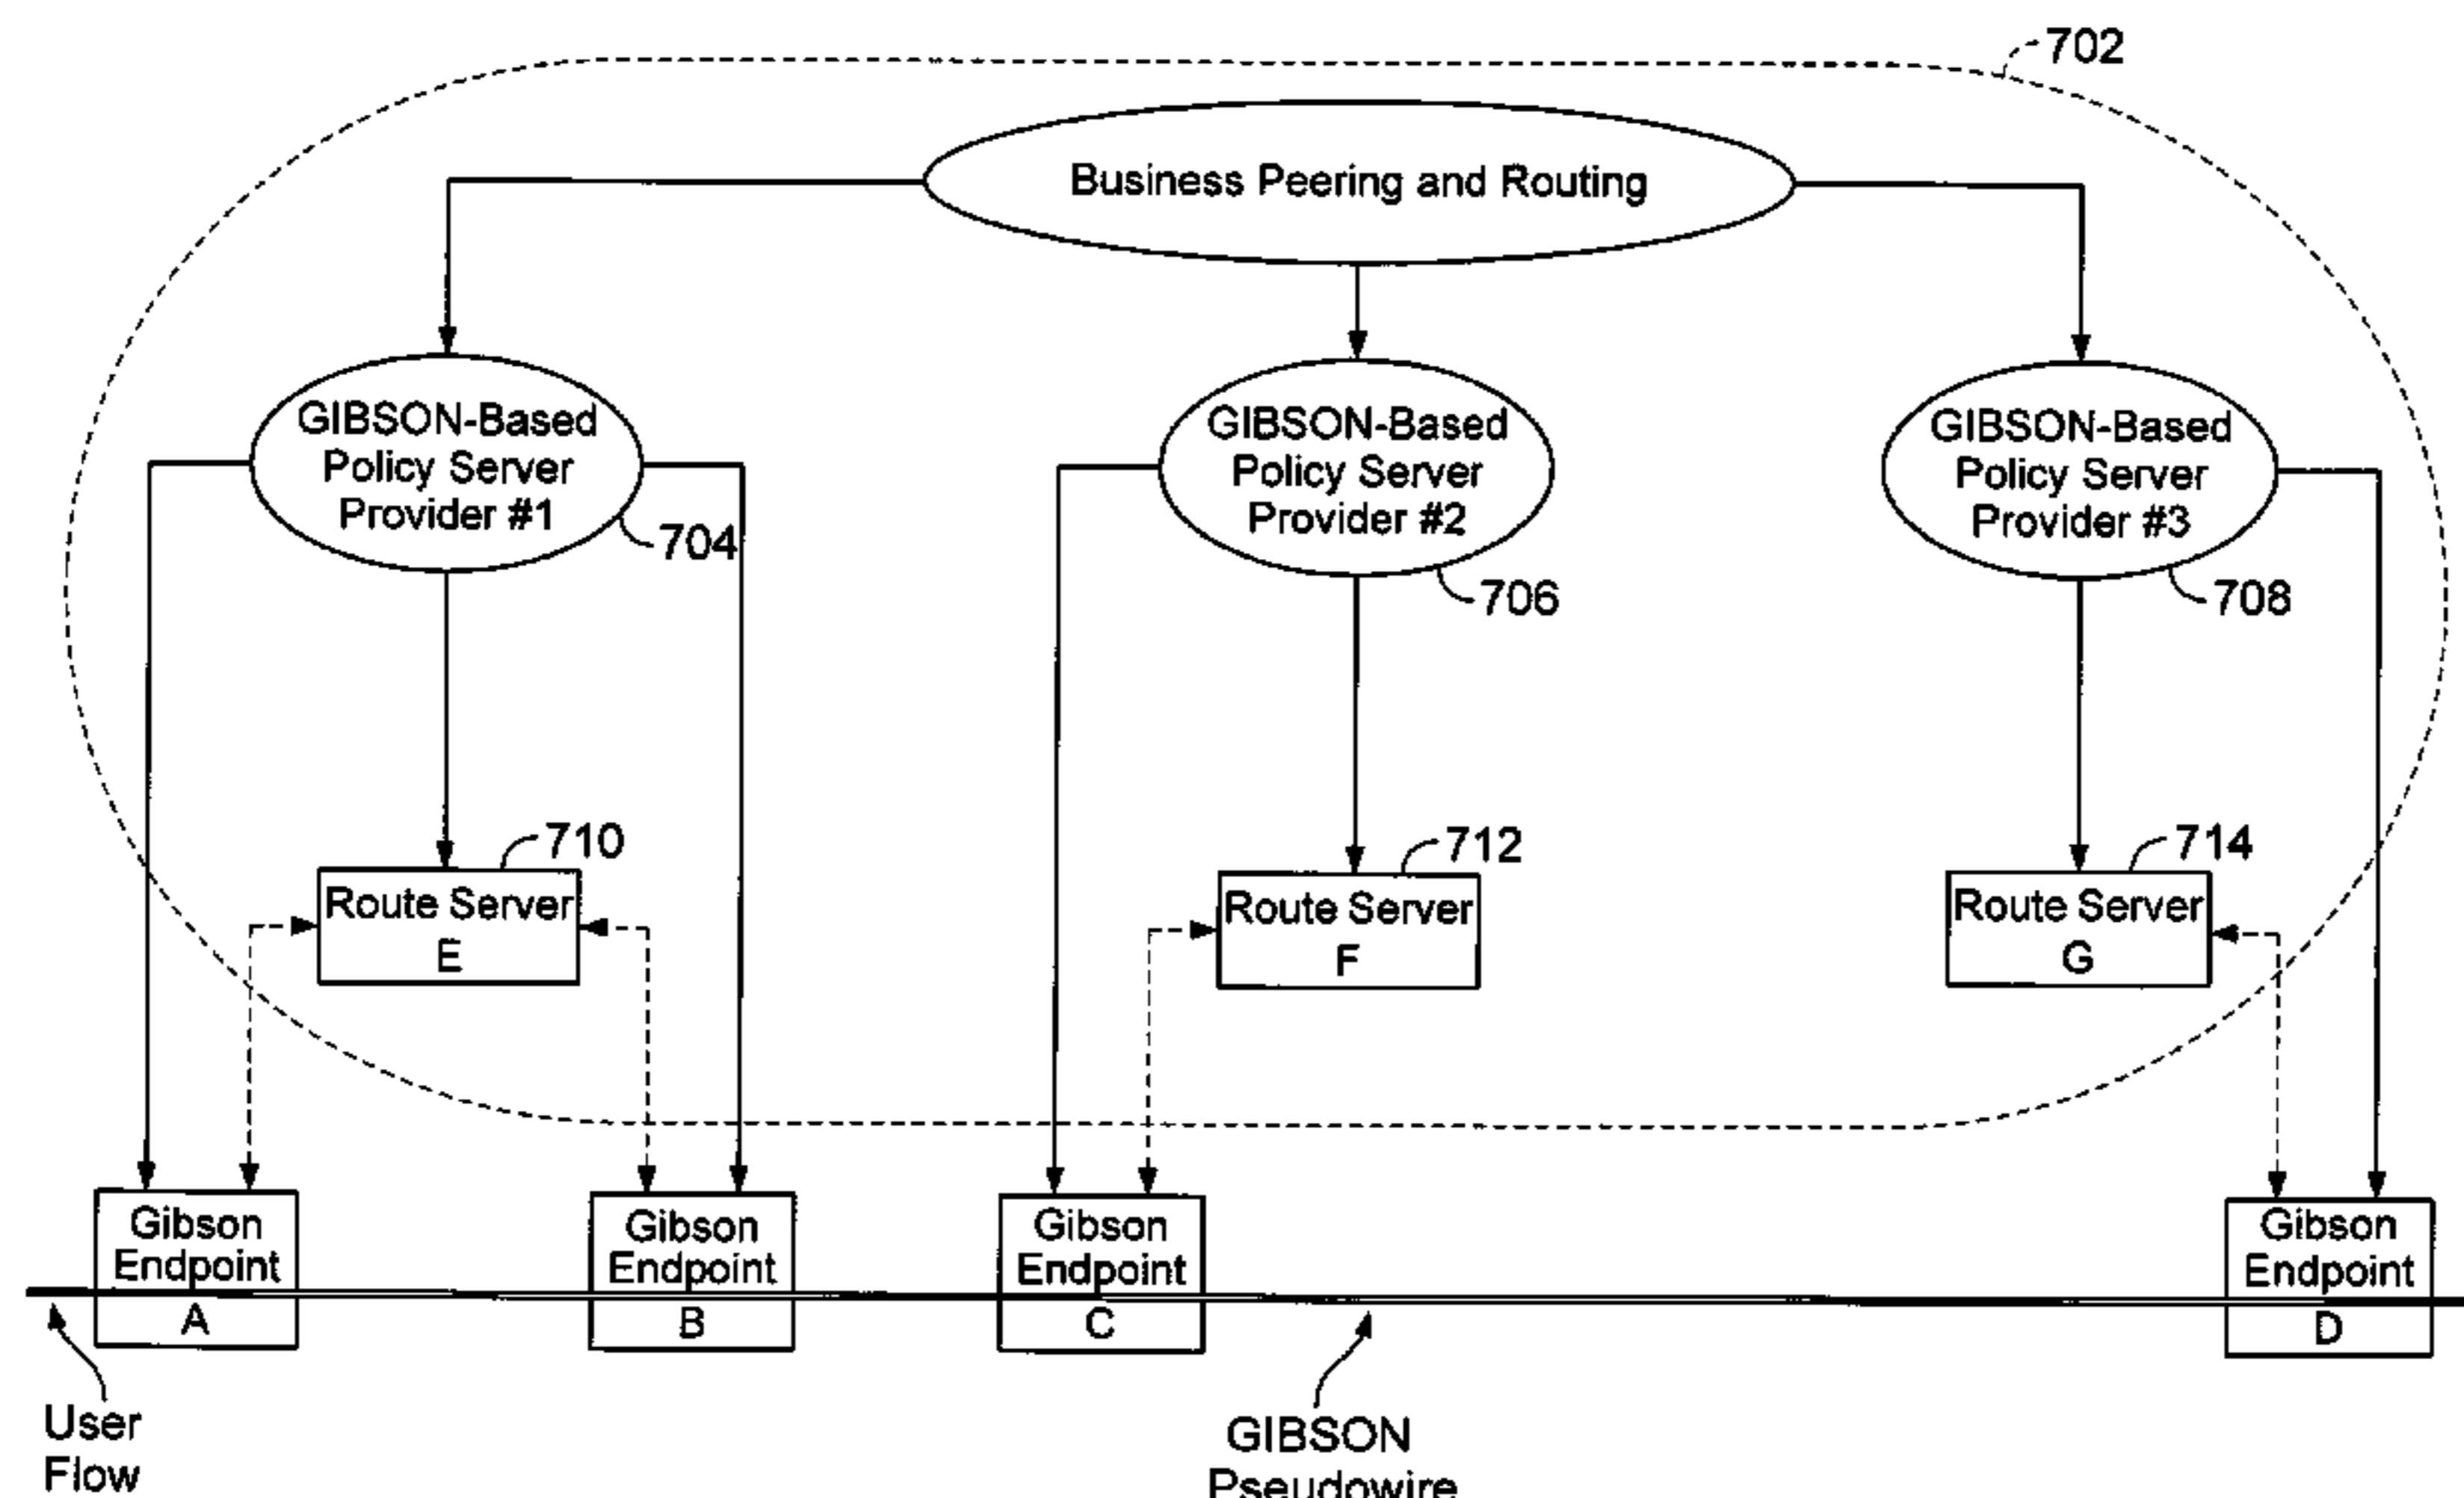 702
Business Peering and Routing
GIBSON-Based
Policy Server
Provider #1
704
GIBSON-Based
Policy Server
Provider #2
706
GIBSON-Based
Policy Server
Provider #3
708
710
Route Server
E
712
Route Server
F
714
Route Server
G
Gibson
Endpoint
A
Gibson
Endpoint
B
Gibson
Endpoint
C
Gibson
Endpoint
D
User
Flow
GIBSON
Pseudowire